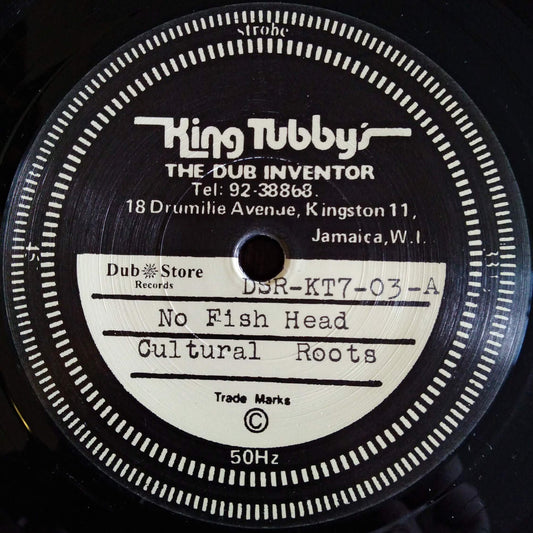 strobe
King Tubby's
THE DUB INVENTOR
Tel: 92-38868.
18 Drumilie Avenue, Kingston 11,
Jamaica, W.I.
45
Dub Store
Records
DSR-KT7-03-A
No Fish Head
Cultural Roots
Trade Marks
©
50Hz